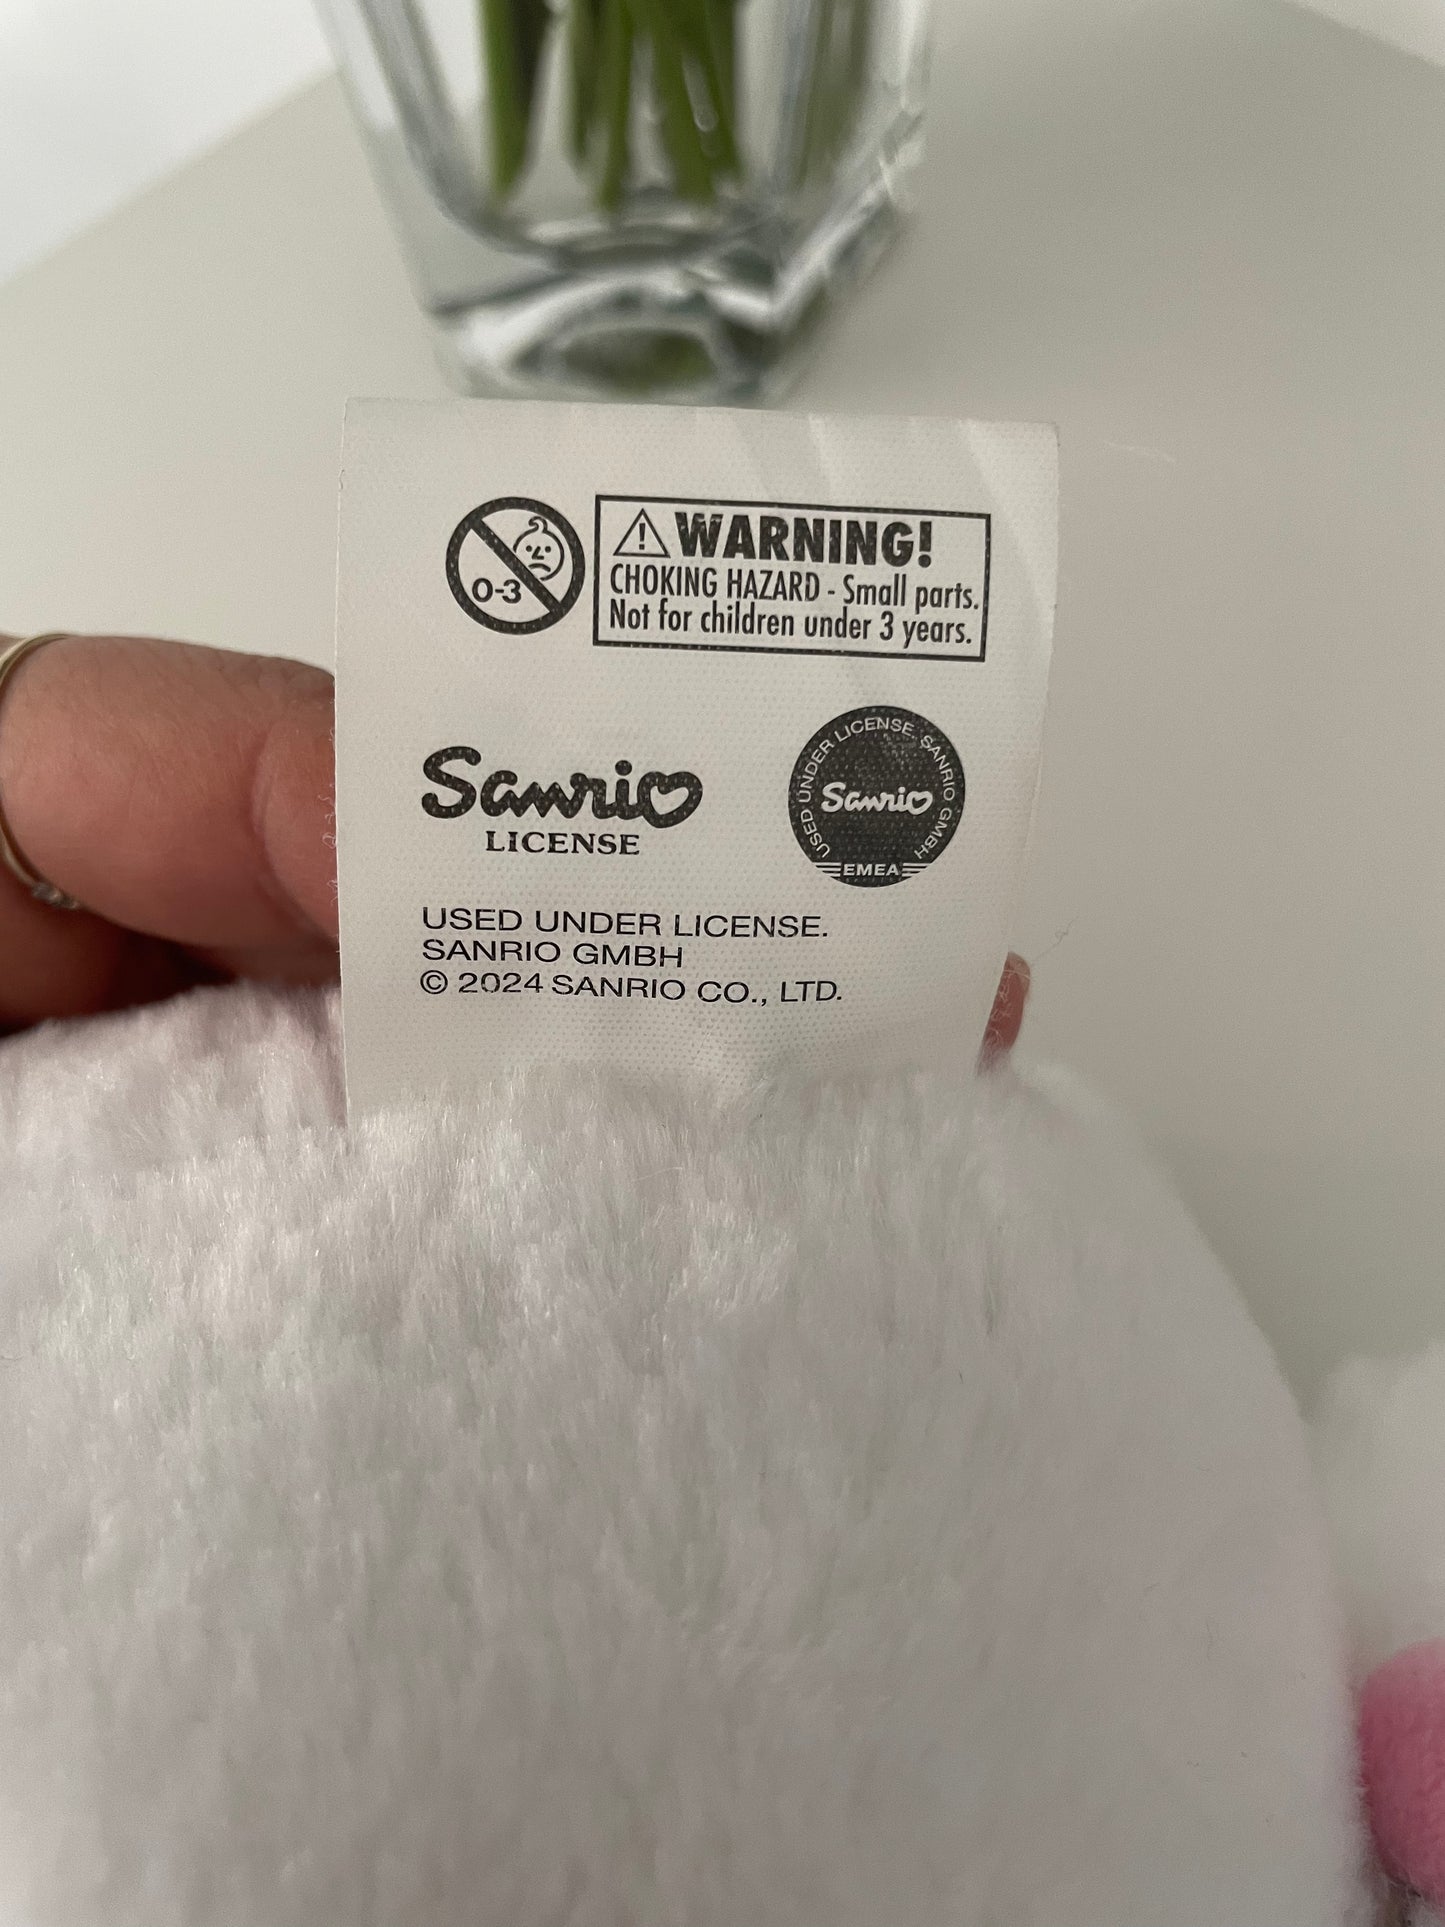 0-3
WARNING!
CHOKING HAZARD - Small parts.
Not for children under 3 years.
Sanrio
LICENSE
USED UNDER LICENSE. SANRIO GMBH
Sanrio
EMEA
USED UNDER LICENSE.
SANRIO GMBH
© 2024 SANRIO CO., LTD.